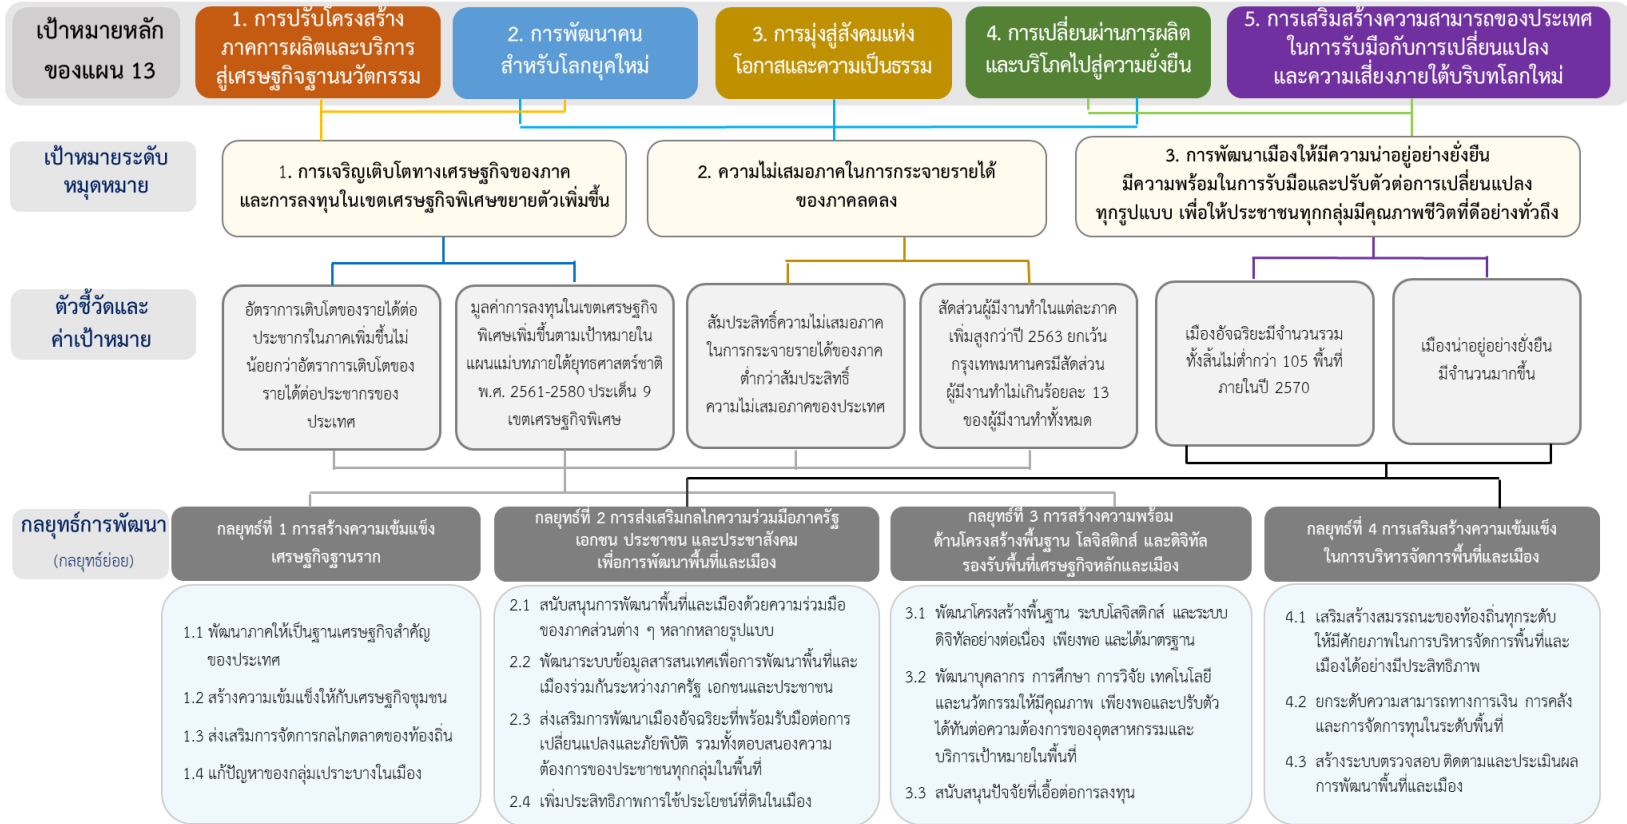 เป้าหมายหลัก
ของแผน 13
1. การปรับโครงสร้าง
ภาคการผลิตและบริการ
สู่เศรษฐกิจฐานนวัตกรรม
2. การพัฒนาคน
สำหรับโลกยุคใหม่
3. การมุ่งสู่สังคมแห่ง
โอกาสและความเป็นธรรม
4. การเปลี่ยนผ่านการผลิต
และบริโภคไปสู่ความยั่งยืน
5. การเสริมสร้างความสามารถของประเทศ
ในการรับมือกับการเปลี่ยนแปลง
และความเสี่ยงภายใต้บริบทโลกใหม่
เป้าหมายระดับ
หมุดหมาย
1. การเจริญเติบโตทางเศรษฐกิจของภาค
และการลงทุนในเขตเศรษฐกิจพิเศษขยายตัวเพิ่มขึ้น
2. ความไม่เสมอภาคในการกระจายรายได้
ของภาคลดลง
3. การพัฒนาเมืองให้มีความน่าอยู่อย่างยั่งยืน
มีความพร้อมในการรับมือและปรับตัวต่อการเปลี่ยนแปลง
ทุกรูปแบบ เพื่อให้ประชาชนทุกกลุ่มมีคุณภาพชีวิตที่ดีอย่างทั่วถึง
ตัวชี้วัดและ
ค่าเป้าหมาย
อัตราการเติบโตของรายได้ต่อ
ประชากรในภาคเพิ่มขึ้นไม่
น้อยกว่าอัตราการเติบโตของ
รายได้ต่อประชากรของ
ประเทศ
มูลค่าการลงทุนในเขตเศรษฐกิจ
พิเศษเพิ่มขึ้นตามเป้าหมายใน
แผนแม่บทภายใต้ยุทธศาสตร์ชาติ
พ.ศ. 2561-2580 ประเด็น 9
เขตเศรษฐกิจพิเศษ
สัมประสิทธิ์ความไม่เสมอภาค
ในการกระจายรายได้ของภาค
ต่ำกว่าสัมประสิทธิ์
ความไม่เสมอภาคของประเทศ
สัดส่วนผู้มีงานทำในแต่ละภาค
เพิ่มสูงกว่าปี 2563 ยกเว้น
กรุงเทพมหานครมีสัดส่วน
ผู้มีงานทำไม่เกินร้อยละ 13
ของผู้มีงานทำทั้งหมด
เมืองอัจฉริยะมีจำนวนรวม
ทั้งสิ้นไม่ต่ำกว่า 105 พื้นที่
ภายในปี 2570
เมืองน่าอยู่อย่างยั่งยืน
มีจำนวนมากขึ้น
กลยุทธ์การพัฒนา
(กลยุทธ์ย่อย)
กลยุทธ์ที่ 1 การสร้างความเข้มแข็ง
เศรษฐกิจฐานราก
1.1 พัฒนาภาคให้เป็นฐานเศรษฐกิจสำคัญ
ของประเทศ
1.2 สร้างความเข้มแข็งให้กับเศรษฐกิจชุมชน
1.3 ส่งเสริมการจัดการกลไกตลาดของท้องถิ่น
1.4 แก้ปัญหาของกลุ่มเปราะบางในเมือง
กลยุทธ์ที่ 2 การส่งเสริมกลไกความร่วมมือภาครัฐ
เอกชน ประชาชน และประชาสังคม
เพื่อการพัฒนาพื้นที่และเมือง
2.1 สนับสนุนการพัฒนาพื้นที่และเมืองด้วยความร่วมมือ
ของภาคส่วนต่าง ๆ หลากหลายรูปแบบ
2.2 พัฒนาระบบข้อมูลสารสนเทศเพื่อการพัฒนาพื้นที่และ
เมืองร่วมกันระหว่างภาครัฐ เอกชนและประชาชน
2.3 ส่งเสริมการพัฒนาเมืองอัจฉริยะที่พร้อมรับมือต่อการ
เปลี่ยนแปลงและภัยพิบัติ รวมทั้งตอบสนองความ
ต้องการของประชาชนทุกกลุ่มในพื้นที่
2.4 เพิ่มประสิทธิภาพการใช้ประโยชน์ที่ดินในเมือง
กลยุทธ์ที่ 3 การสร้างความพร้อม
ด้านโครงสร้างพื้นฐาน โลจิสติกส์ และดิจิทัล
รองรับพื้นที่เศรษฐกิจหลักและเมือง
3.1 พัฒนาโครงสร้างพื้นฐาน ระบบโลจิสติกส์ และระบบ
ดิจิทัลอย่างต่อเนื่อง เพียงพอ และได้มาตรฐาน
3.2 พัฒนาบุคลากร การศึกษา การวิจัย เทคโนโลยี
และนวัตกรรมให้มีคุณภาพ เพียงพอและปรับตัว
ได้ทันต่อความต้องการของอุตสาหกรรมและ
บริการเป้าหมายในพื้นที่
3.3 สนับสนุนปัจจัยที่เอื้อต่อการลงทุน
กลยุทธ์ที่ 4 การเสริมสร้างความเข้มแข็ง
ในการบริหารจัดการพื้นที่และเมือง
4.1 เสริมสร้างสมรรถนะของท้องถิ่นทุกระดับ
ให้มีศักยภาพในการบริหารจัดการพื้นที่และ
เมืองได้อย่างมีประสิทธิภาพ
4.2 ยกระดับความสามารถทางการเงิน การคลัง
และการจัดการทุนในระดับพื้นที่
4.3 สร้างระบบตรวจสอบ ติดตามและประเมินผล
การพัฒนาพื้นที่และเมือง